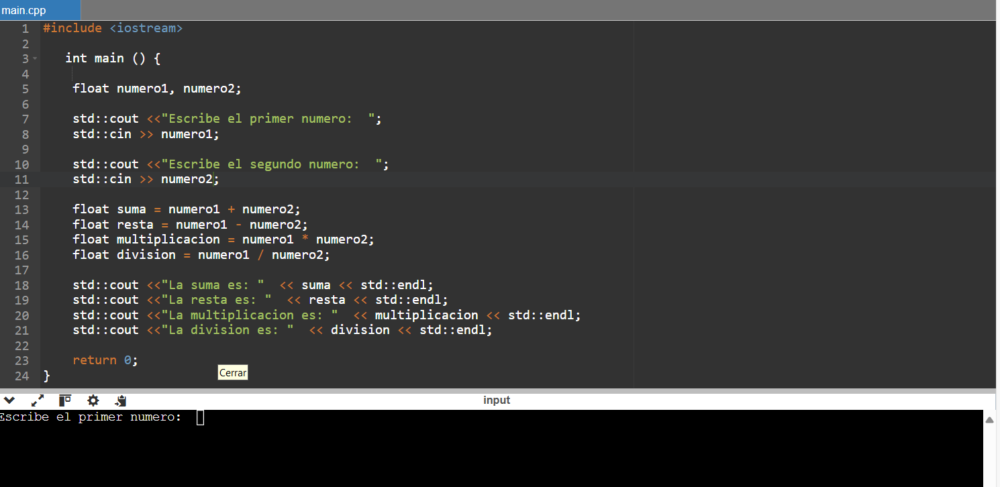 main.cpp
1 #include <iostream>
2
3 int main () {
4
5 float numero1, numero2;
6
7 std::cout <<"Escribe el primer numero:  ";
8 std::cin >> numero1;
9
10 std::cout <<"Escribe el segundo numero:  ";
11 std::cin >> numero2;
12
13 float suma = numero1 + numero2;
14 float resta = numero1 - numero2;
15 float multiplicacion = numero1 * numero2;
16 float division = numero1 / numero2;
17
18 std::cout <<"La suma es: "  << suma << std::endl;
19 std::cout <<"La resta es: "  << resta << std::endl;
20 std::cout <<"La multiplicacion es: "  << multiplicacion << std::endl;
21 std::cout <<"La division es: "  << division << std::endl;
22
23 return 0;
Cerrar
24 }
input
Escribe el primer numero: